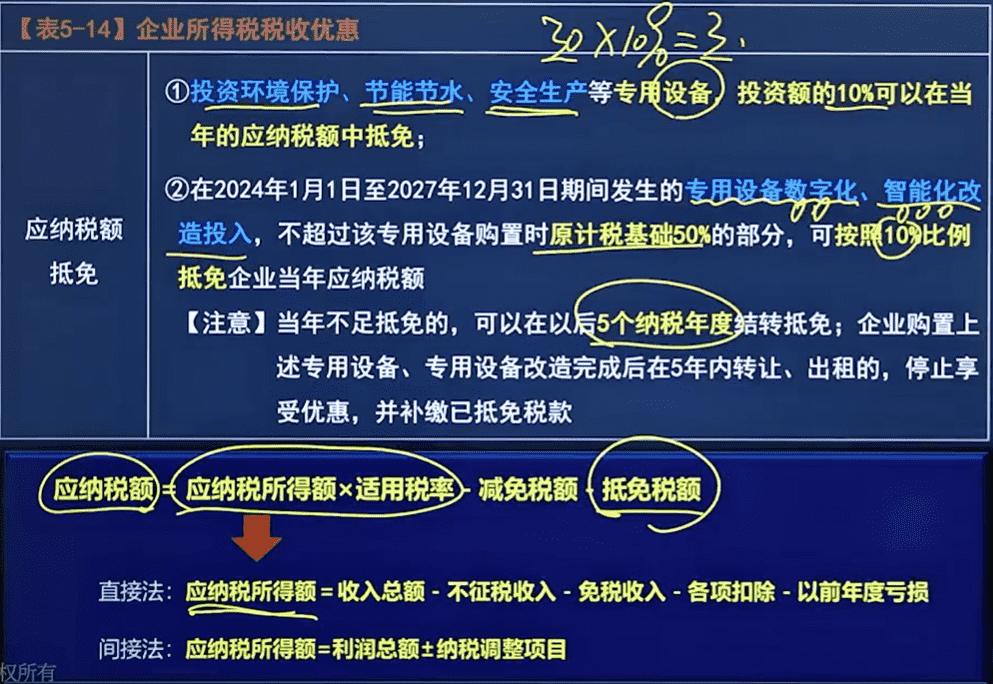 【表5-14】企业所得税税收优惠
30×10%=3.
①投资环境保护、节能节水、安全生产等专用设备，投资额的10%可以在当
年的应纳税额中抵免；
②在2024年1月1日至2027年12月31日期间发生的专用设备数字化、智能化改
造投入，不超过该专用设备购置时原计税基础50%的部分，可按照10%比例
抵免企业当年应纳税额
应纳税额
抵免
【注意】当年不足抵免的，可以在以后5个纳税年度结转抵免；企业购置上
述专用设备、专用设备改造完成后在5年内转让、出租的，停止享
受优惠，并补缴已抵免税款
应纳税额=应纳税所得额×适用税率-减免税额-抵免税额
直接法：应纳税所得额=收入总额-不征税收入-免税收入-各项扣除-以前年度亏损
间接法：应纳税所得额=利润总额±纳税调整项目
权所有